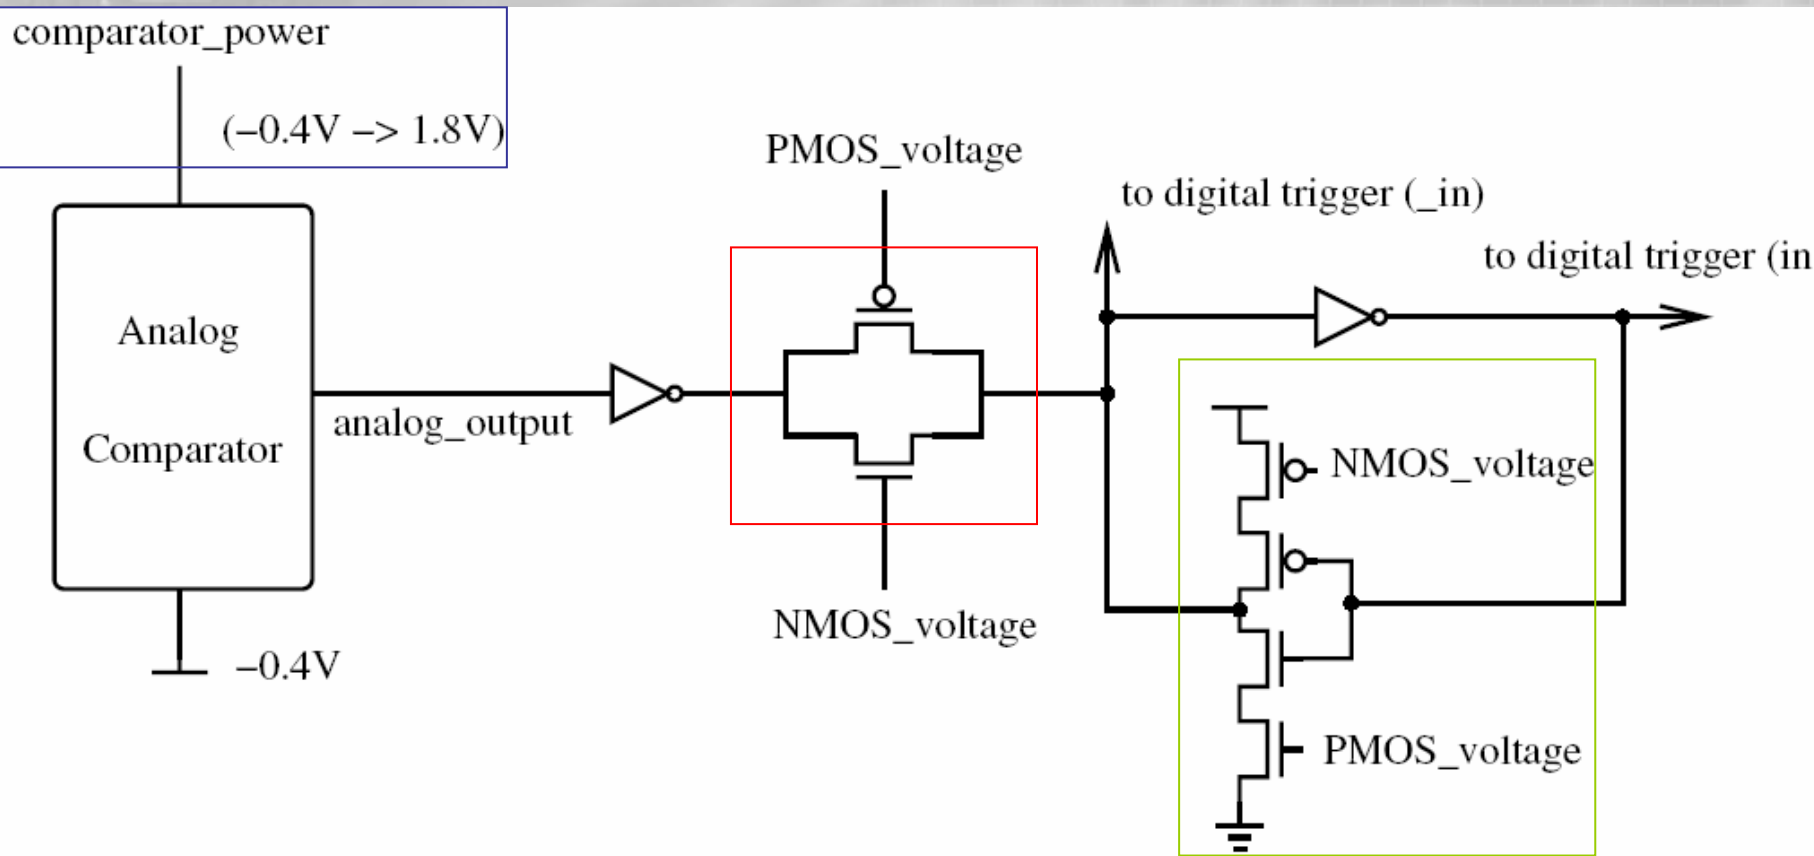 comparator_power
(−0.4V −> 1.8V)
PMOS_voltage
to digital trigger (_in)
to digital trigger (in
Analog
Comparator
analog_output
NMOS_voltage
NMOS_voltage
−0.4V
PMOS_voltage